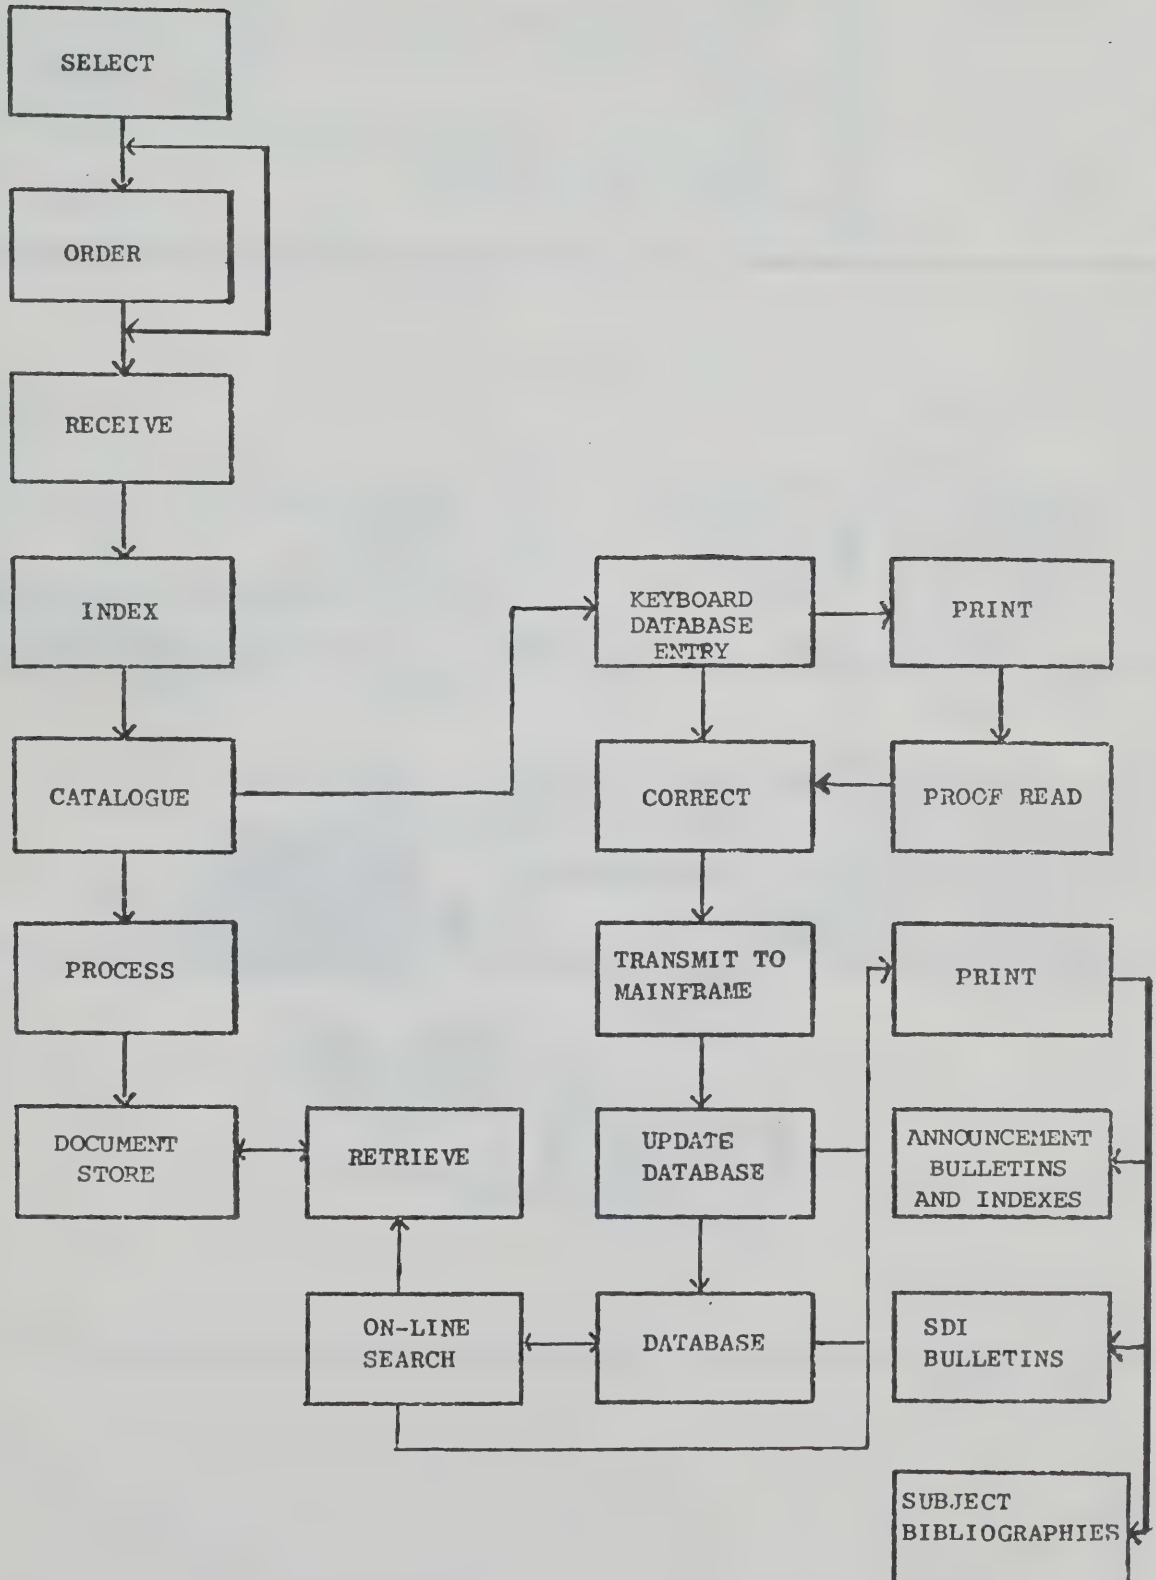 SELECT
ORDER
RECEIVE
INDEX
CATALOGUE
PROCESS
DOCUMENT
STORE
RETRIEVE
ON-LINE
SEARCH
KEYBOARD
DATABASE
ENTRY
PRINT
CORRECT
PROOF READ
TRANSMIT TO
MAINFRAME
PRINT
UPDATE
DATABASE
ANNOUNCEMENT
BULLETINS
AND INDEXES
DATABASE
SDI
BULLETINS
SUBJECT
BIBLIOGRAPHIES